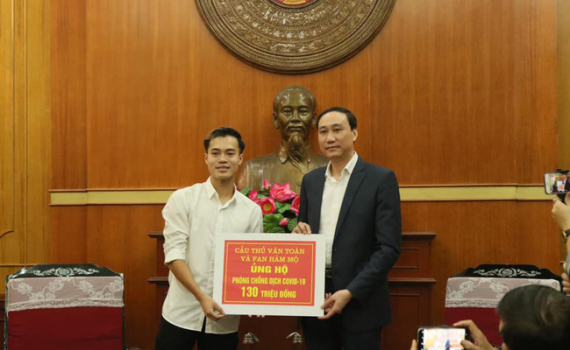 CẦU THỦ VĂN TOÀN
VÀ FAN HÂM MỘ
ỦNG HỘ
PHÒNG CHỐNG DỊCH COVID-19
130 TRIỆU ĐỒNG